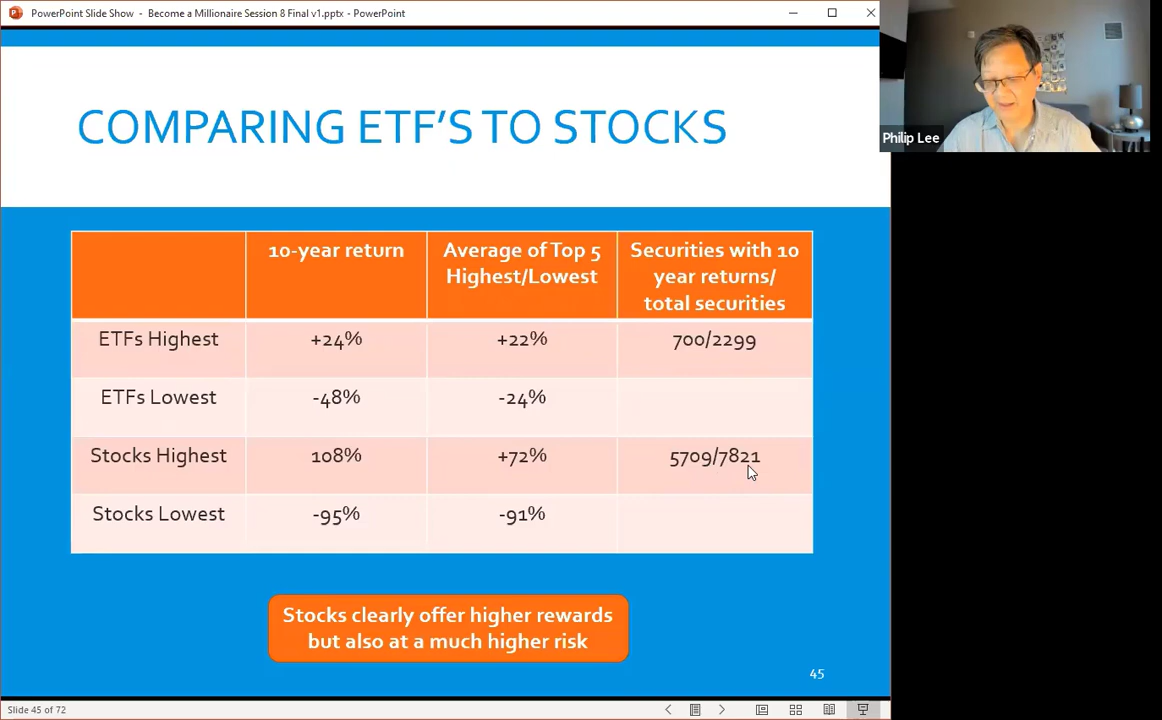 PowerPoint Slide Show - Become a Millionaire Session 8 Final v1.pptx - PowerPoint
Philip Lee
COMPARING ETF'S TO STOCKS
10-year return
Average of Top 5
Highest/Lowest
Securities with 10
year returns/
total securities
ETFs Highest
+24%
+22%
700/2299
ETFs Lowest
-48%
-24%
Stocks Highest
108%
+72%
5709/7821
Stocks Lowest
-95%
-91%
Stocks clearly offer higher rewards
but also at a much higher risk
45
Slide 45 of 72